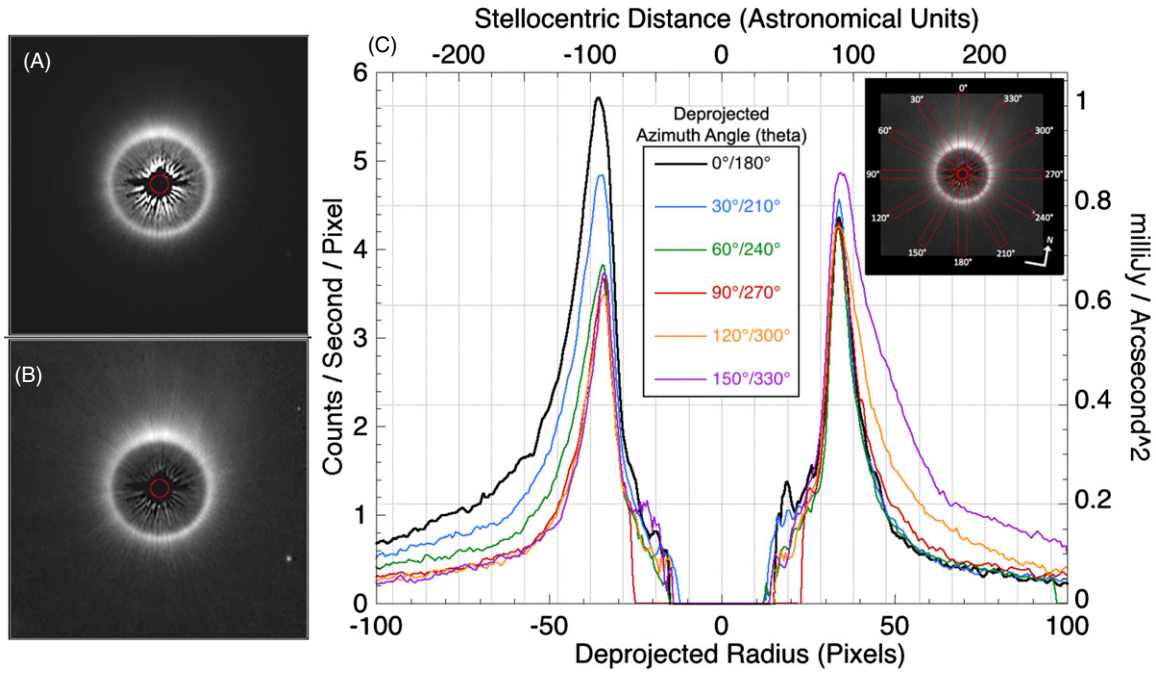 (A)
(B)
Stellocentric Distance (Astronomical Units)
(C)
-200 -100 0 100 200
6
5
4
3
2
1
0
Counts / Second / Pixel
Deprojected
Azimuth Angle (theta)
0°/180°
30°/210°
60°/240°
90°/270°
120°/300°
150°/330°
0°
30° 330°
60° 300°
90° 270°
120° 240°
150° 210°
180°
N
1
0.8
0.6
0.4
0.2
0
milliJy / Arcsecond^2
-100 -50 0 50 100
Deprojected Radius (Pixels)